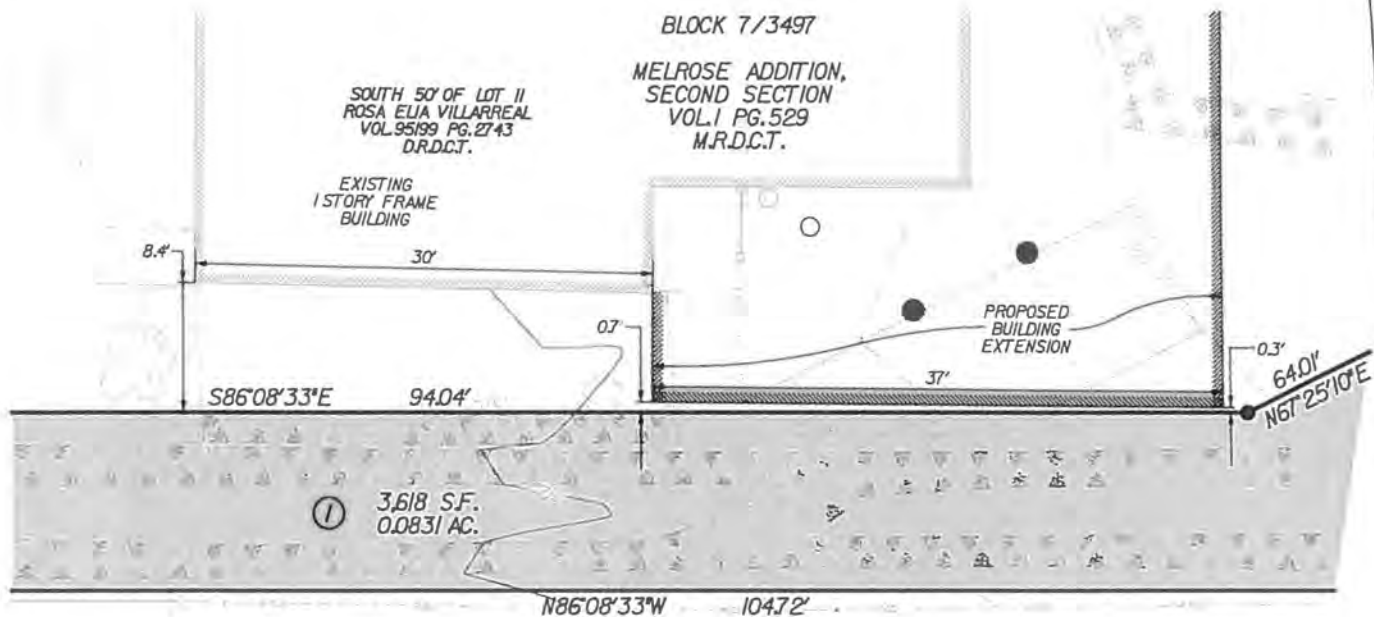 BLOCK 7/3497
MELROSE ADDITION,
SECOND SECTION
VOL.1 PG.529
M.R.D.C.T.
SOUTH 50' OF LOT 11
ROSA ELIA VILLARREAL
VOL.95199 PG.2743
D.R.D.C.T.
EXISTING
1 STORY FRAME
BUILDING
8.4'
30'
0.7'
PROPOSED
BUILDING
EXTENSION
37'
0.3'
64.01'
N67°25'10"E
S86°08'33"E 94.04'
1
3,618 S.F.
0.0831 AC.
N86°08'33"W 104.72'